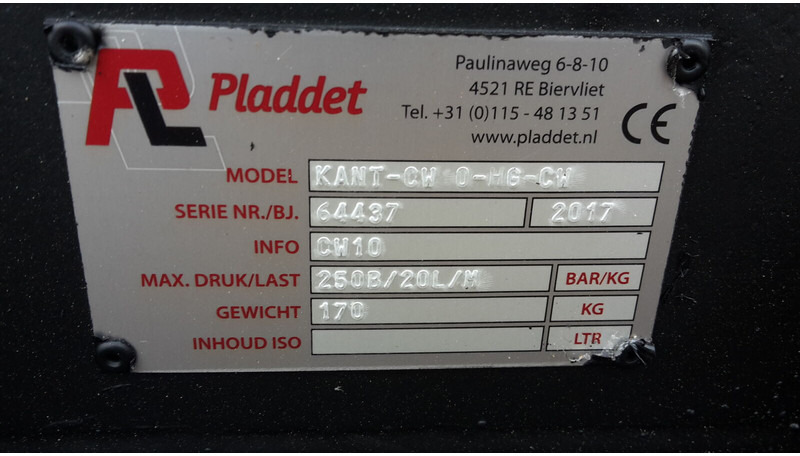 PL Pladdet
Paulinaweg 6-8-10
4521 RE Biervliet
Tel. +31 (0)115 - 48 13 51
www.pladdet.nl
CE
MODEL KANT-CW 0-HG-CW
SERIE NR./BJ. 64437 2017
INFO CW10
MAX. DRUK/LAST 250B/20L/M BAR/KG
GEWICHT 170 KG
INHOUD ISO LTR